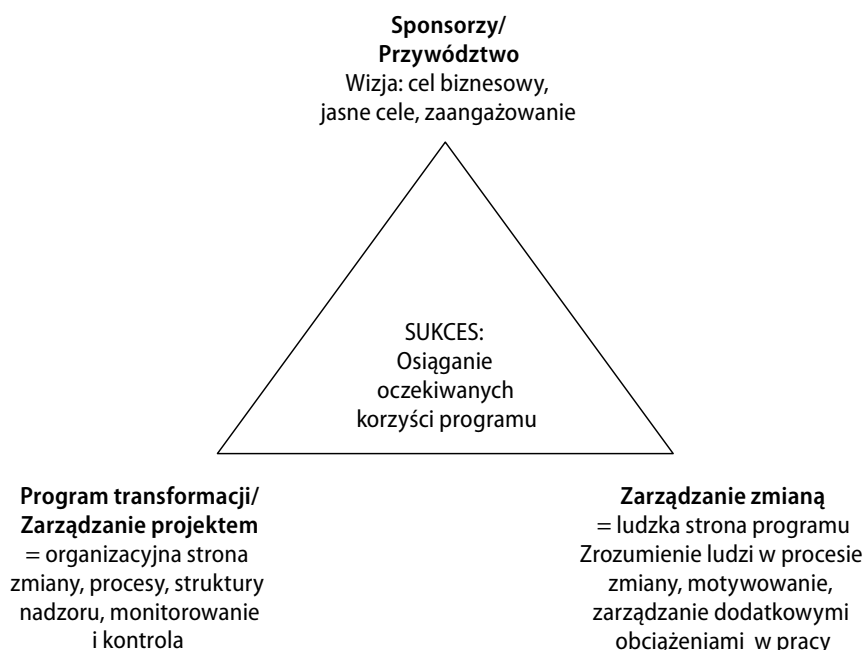 Sponsorzy/
Przywództwo
Wizja: cel biznesowy,
jasne cele, zaangażowanie
SUKCES:
Osiąganie
oczekiwanych
korzyści programu
Program transformacji/
Zarządzanie projektem
= organizacyjna strona
zmiany, procesy, struktury
nadzoru, monitorowanie
i kontrola
Zarządzanie zmianą
= ludzka strona programu
Zrozumienie ludzi w procesie
zmiany, motywowanie,
zarządzanie dodatkowymi
obciążeniami w pracy